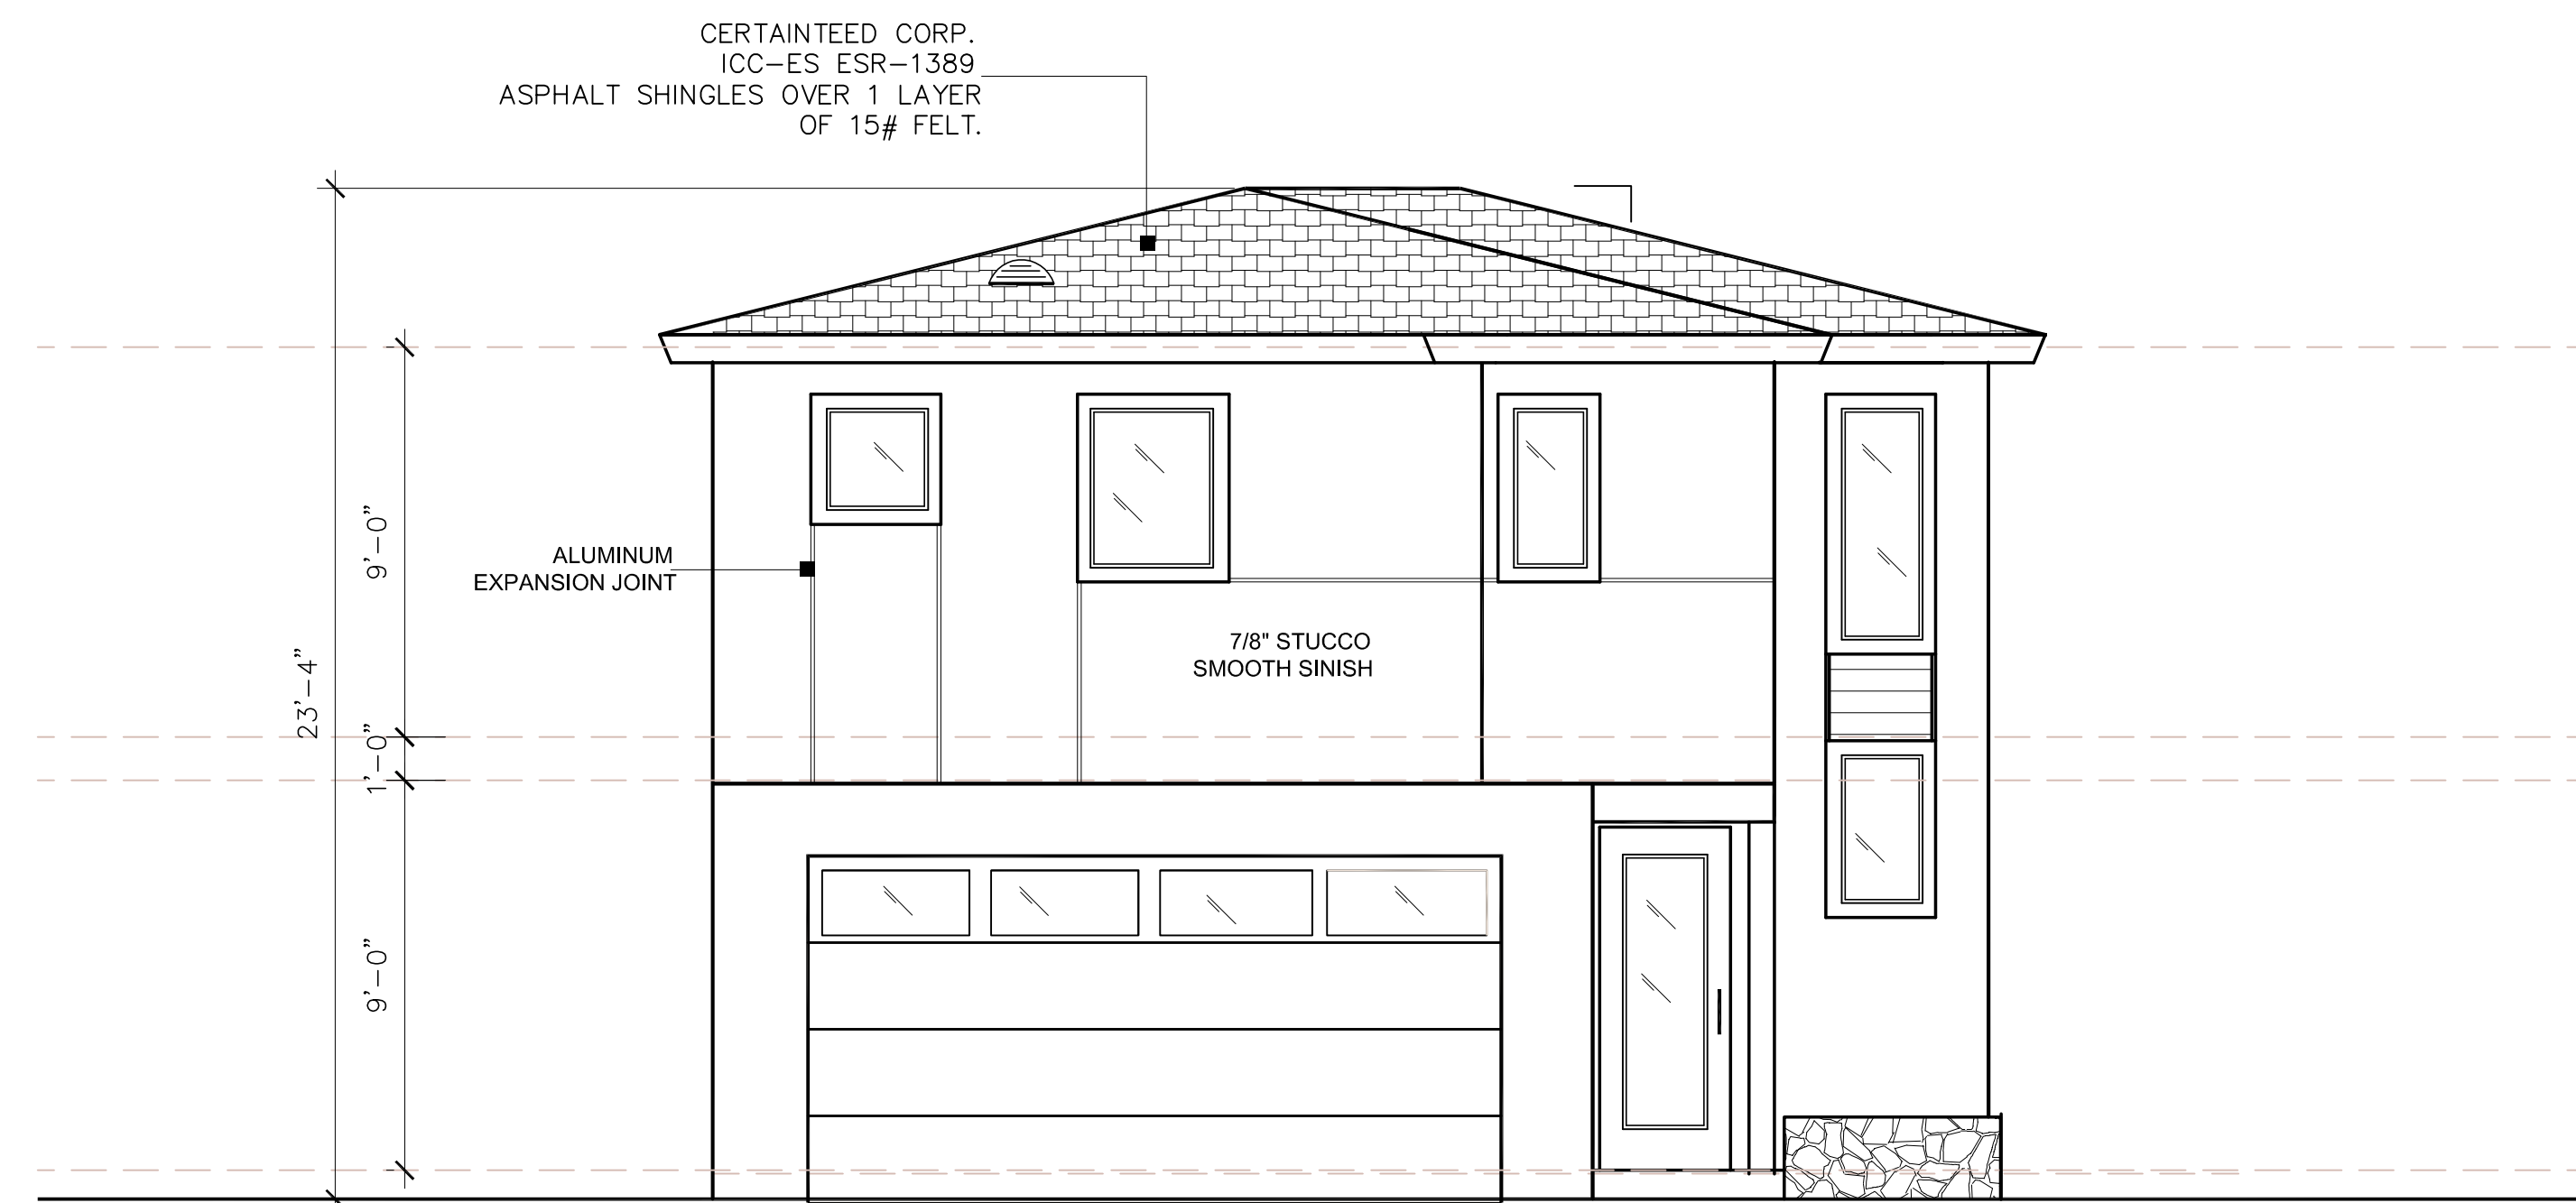 CERTAINTEED CORP.
ICC-ES ESR-1389
ASPHALT SHINGLES OVER 1 LAYER
OF 15# FELT.
9'-0"
ALUMINUM
EXPANSION JOINT
7/8" STUCCO
SMOOTH SINISH
23'-4"
1'-0"
9'-0"